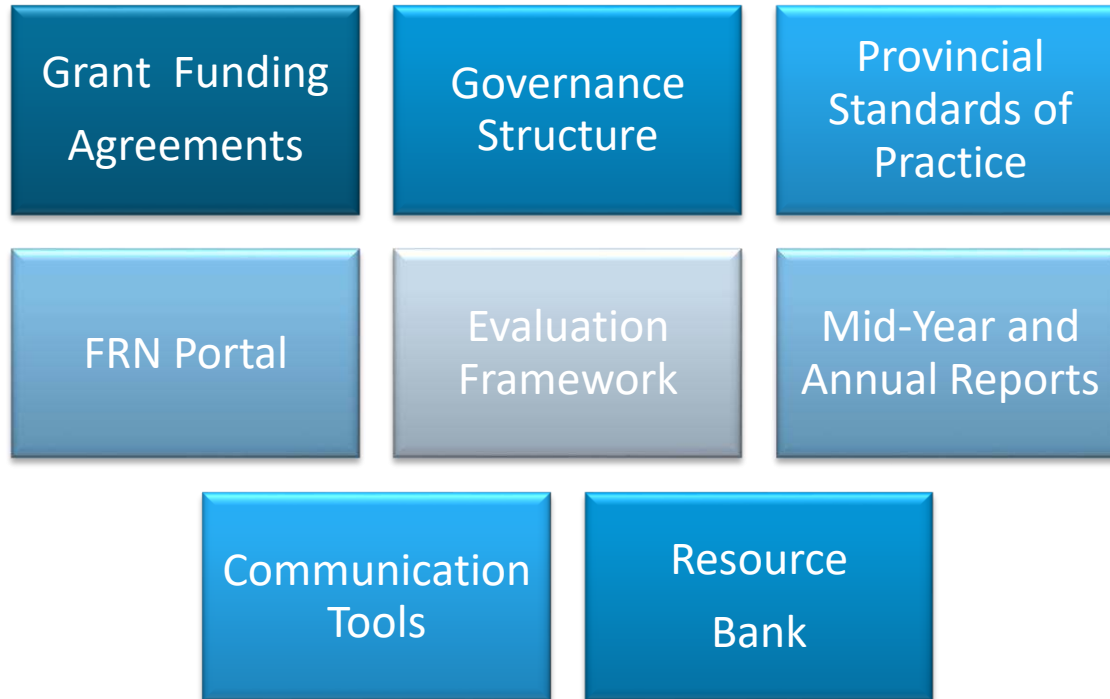 Grant Funding
Agreements
Governance
Structure
Provincial
Standards of
Practice
FRN Portal
Evaluation
Framework
Mid-Year and
Annual Reports
Communication
Tools
Resource
Bank